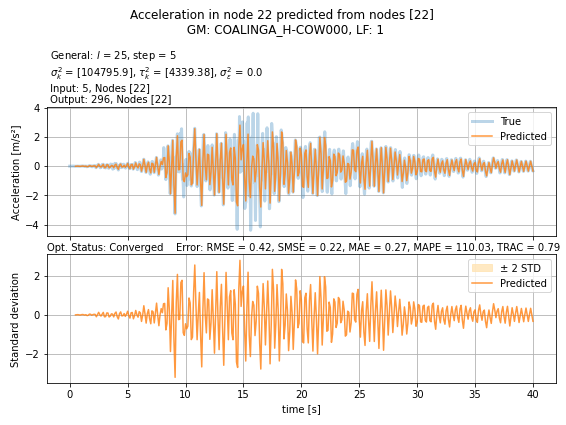 Acceleration in node 22 predicted from nodes [22]
GM: COALINGA_H-COW000, LF: 1
General: l = 25, step = 5
σ²ₖ = [104795.9], τ²ₖ = [4339.38], σ²ε = 0.0
Input: 5, Nodes [22]
Output: 296, Nodes [22]
Acceleration [m/s²]
4
2
0
−2
−4
True
Predicted
Opt. Status: Converged Error: RMSE = 0.42, SMSE = 0.22, MAE = 0.27, MAPE = 110.03, TRAC = 0.79
Standard deviation
2
0
−2
± 2 STD
Predicted
0 5 10 15 20 25 30 35 40
time [s]